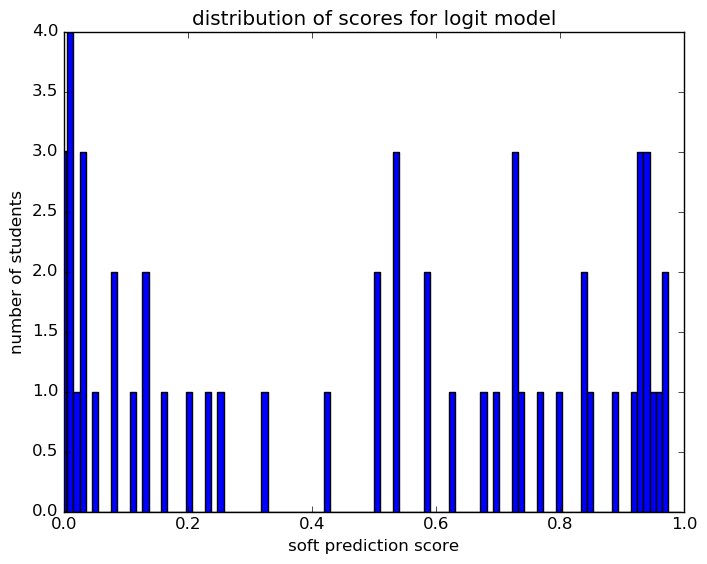 distribution of scores for logit model
4.0
3.5
3.0
2.5
2.0
1.5
1.0
0.5
0.0
number of students
0.0 0.2 0.4 0.6 0.8 1.0
soft prediction score